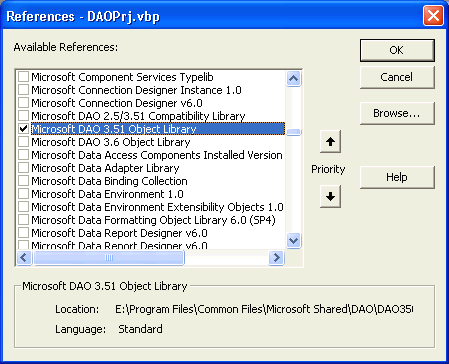 References - DAOPrj.vbp
Available References:
Microsoft Component Services Typelib
Microsoft Connection Designer Instance 1.0
Microsoft Connection Designer v6.0
Microsoft DAO 2.5/3.51 Compatibility Library
Microsoft DAO 3.51 Object Library
Microsoft DAO 3.6 Object Library
Microsoft Data Access Components Installed Version
Microsoft Data Adapter Library
Microsoft Data Binding Collection
Microsoft Data Environment 1.0
Microsoft Data Environment Extensibility Objects 1.0
Microsoft Data Formatting Object Library 6.0 (SP4)
Microsoft Data Report Designer v6.0
Microsoft Data Report Designer v6.0
OK
Cancel
Browse...
Priority
Help
Microsoft DAO 3.51 Object Library
Location: E:\Program Files\Common Files\Microsoft Shared\DAO\DAO35
Language: Standard